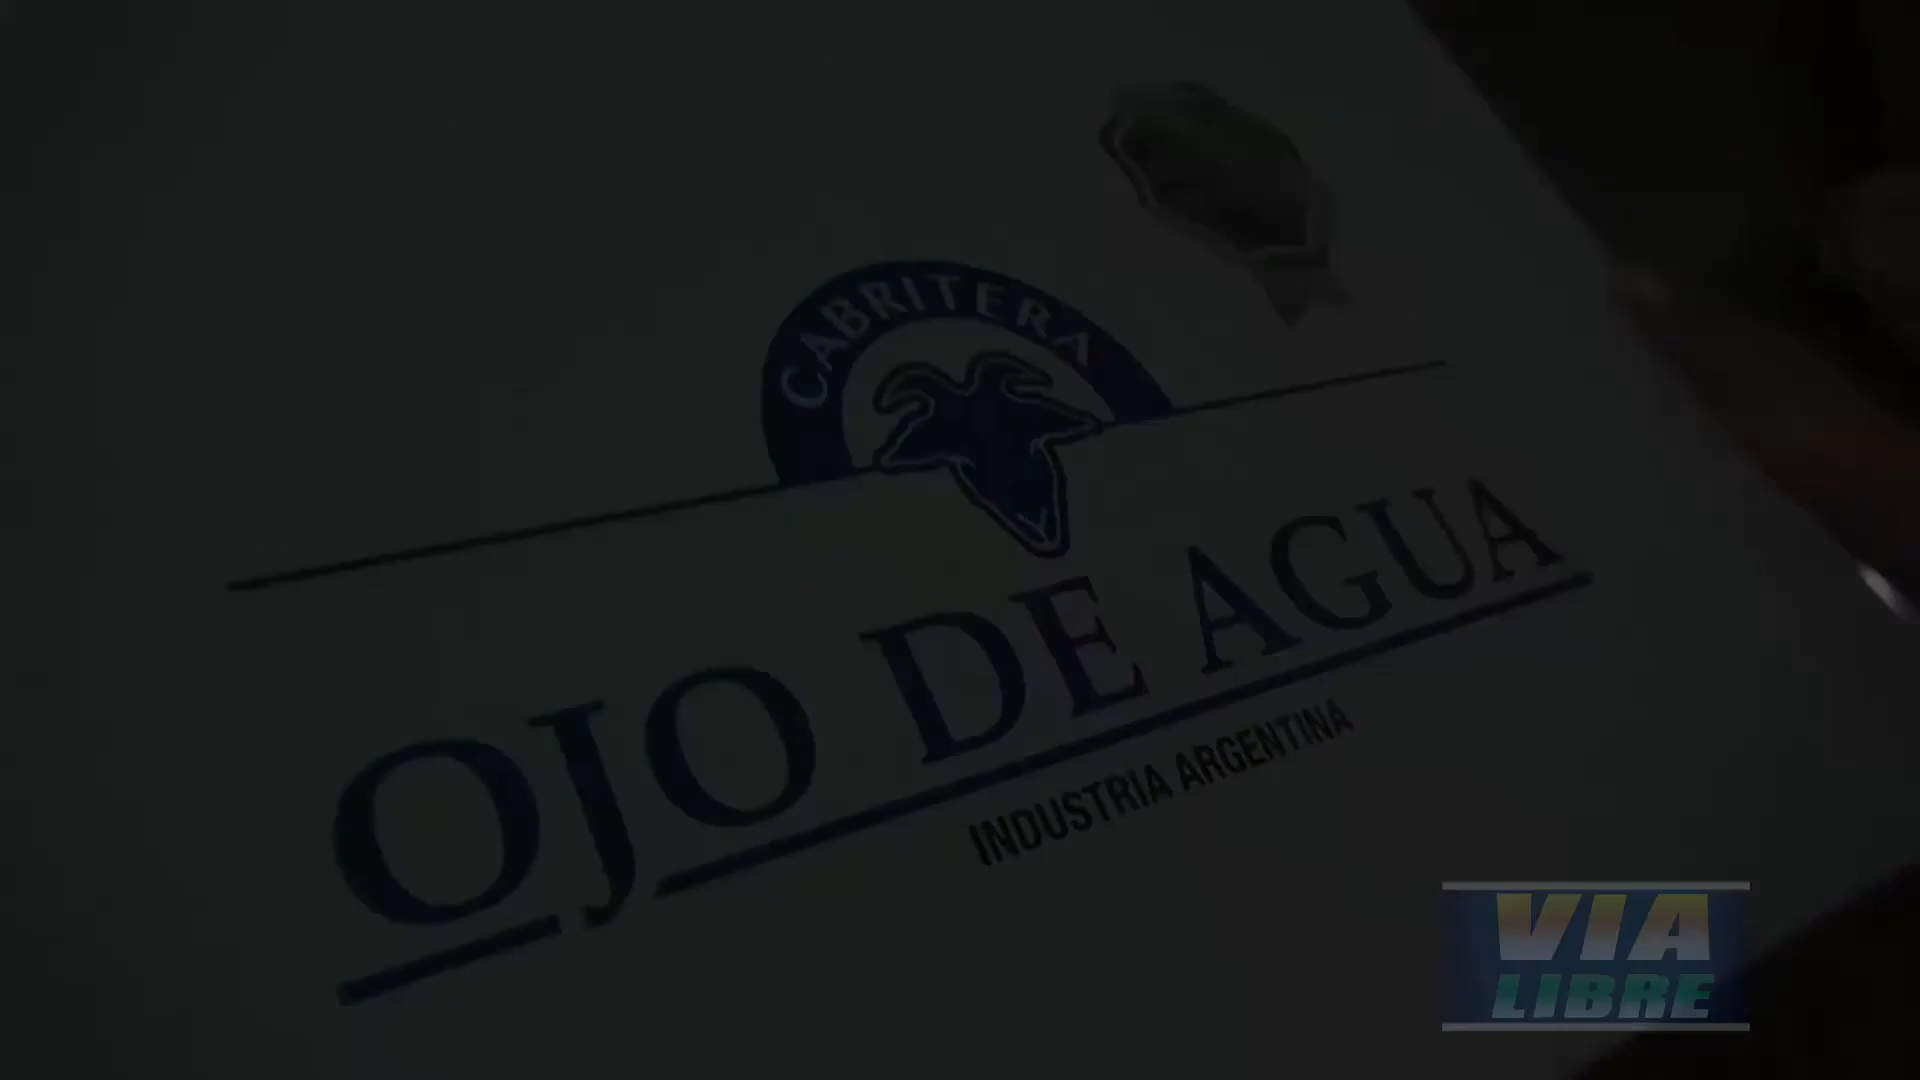 CABRITERA
OJO DE AGUA
INDUSTRIA ARGENTINA
VIA
LIBRE